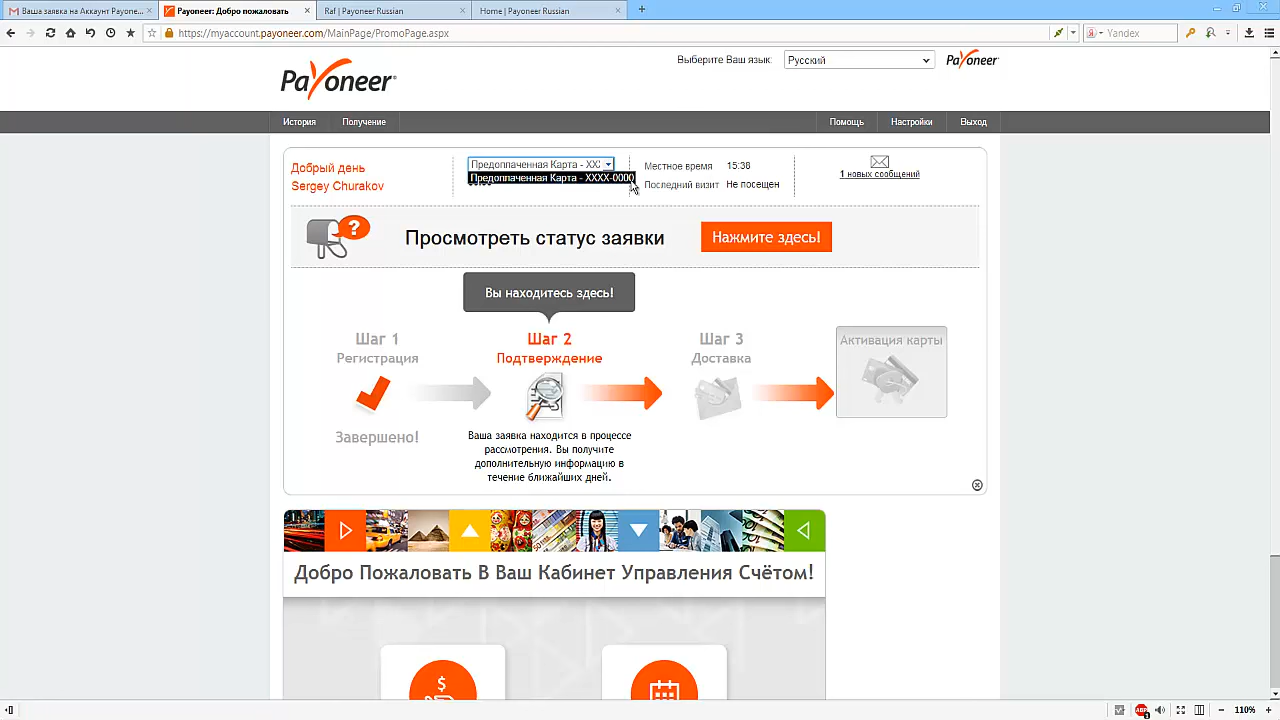 Ваша заявка на Аккаунт Payone...
Payoneer: Добро пожаловать
Raf | Payoneer Russian
Home | Payoneer Russian
https://myaccount.payoneer.com/MainPage/PromoPage.aspx
Yandex
Выберите Ваш язык:
Русский
Payoneer
Payoneer
История
Получение
Помощь
Настройки
Выход
Добрый день
Sergey Churakov
Предоплаченная Карта - XX
Предоплаченная Карта - XXXX-0000
Местное время 15:36
Последний визит Не посещен
1 новых сообщений
?
Просмотреть статус заявки
Нажмите здесь!
Вы находитесь здесь!
Шаг 1
Регистрация
Завершено!
Шаг 2
Подтверждение
Ваша заявка находится в процессе
рассмотрения. Вы получите
дополнительную информацию в
течение ближайших дней.
Шаг 3
Доставка
Активация карты
Добро Пожаловать В Ваш Кабинет Управления Счётом!
$
ABP
110%